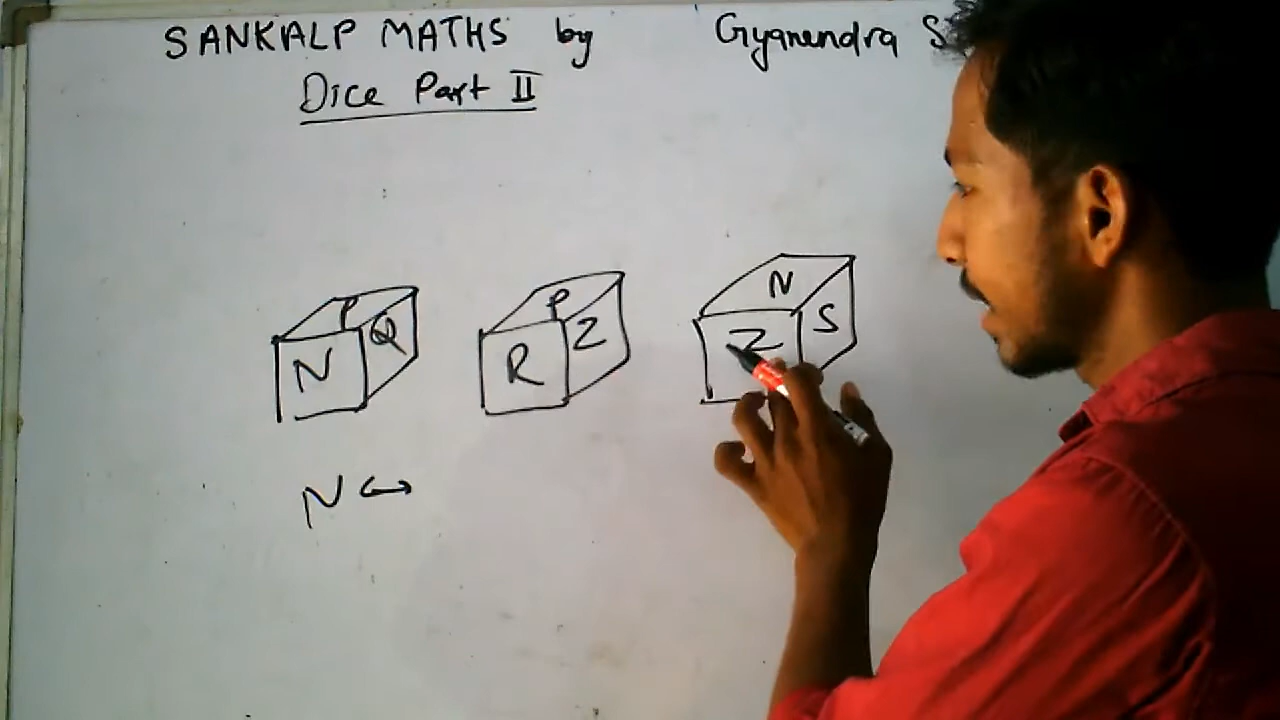 SANKALP MATHS by Gyanendra S
Dice Part II
P P N
N Q R Z Z S
N ↔